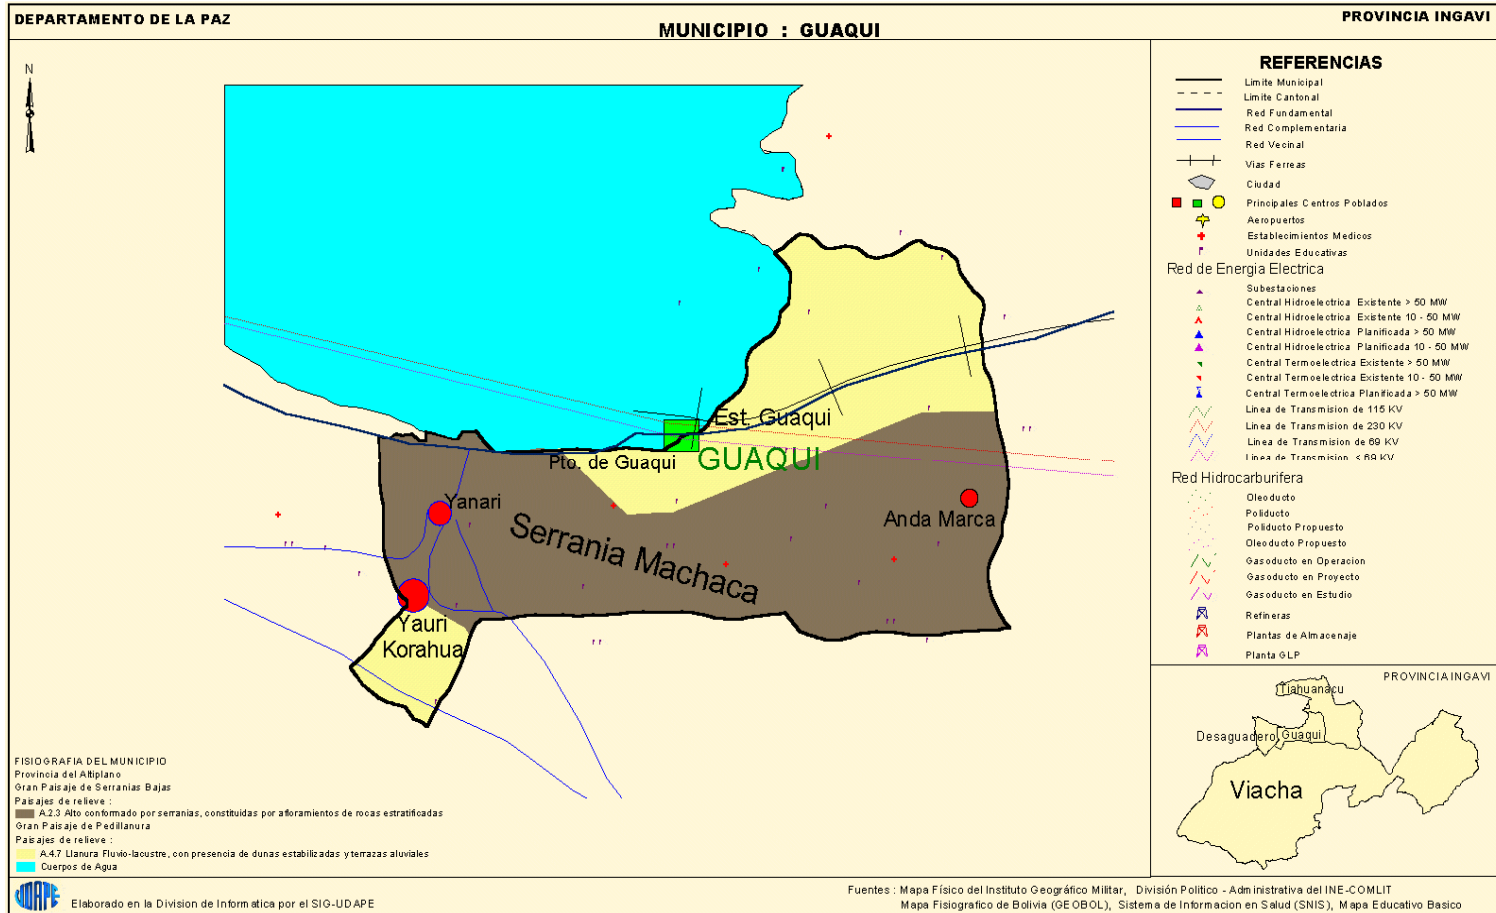 DEPARTAMENTO DE LA PAZ
MUNICIPIO : GUAQUI
PROVINCIA INGAVI
N
Est. Guaqui
Pto. de Guaqui
GUAQUI
Yanari
Serrania Machaca
Anda Marca
Yauri
Korahua
REFERENCIAS
Limite Municipal
Limite Cantonal
Red Fundamental
Red Complementaria
Red Vecinal
Vias Ferreas
Ciudad
Principales Centros Poblados
Aeropuertos
Establecimientos Medicos
Unidades Educativas
Red de Energia Electrica
Subestaciones
Central Hidroelectrica Existente > 50 MW
Central Hidroelectrica Existente 10 - 50 MW
Central Hidroelectrica Planificada > 50 MW
Central Hidroelectrica Planificada 10 - 50 MW
Central Termoelectrica Existente > 50 MW
Central Termoelectrica Existente 10 - 50 MW
Central Termoelectrica Planificada > 50 MW
Linea de Transmision de 115 KV
Linea de Transmision de 230 KV
Linea de Transmision de 69 KV
Linea de Transmision < 69 KV
Red Hidrocarburifera
Oleoducto
Poliducto
Poliducto Propuesto
Oleoducto Propuesto
Gasoducto en Operacion
Gasoducto en Proyecto
Gasoducto en Estudio
Refineras
Plantas de Almacenaje
Planta GLP
PROVINCIA INGAVI
Tiahuanacu
Desaguadero
Guaqui
Viacha
FISIOGRAFIA DEL MUNICIPIO
Provincia del Altiplano
Gran Paisaje de Serranias Bajas
Paisajes de relieve :
A.2.3 Alto conformado por serranias, constituidas por afloramientos de rocas estratificadas
Gran Paisaje de Pedillanura
Paisajes de relieve :
A.4.7 Llanura Fluvio-lacustre, con presencia de dunas estabilizadas y terrazas aluviales
Cuerpos de Agua
UDAPE
Elaborado en la Division de Informatica por el SIG-UDAPE
Fuentes : Mapa Físico del Instituto Geográfico Militar, División Politico - Administrativa del INE-COMLIT
Mapa Fisiografico de Bolivia (GEOBOL), Sistema de Informacion en Salud (SNIS), Mapa Educativo Basico